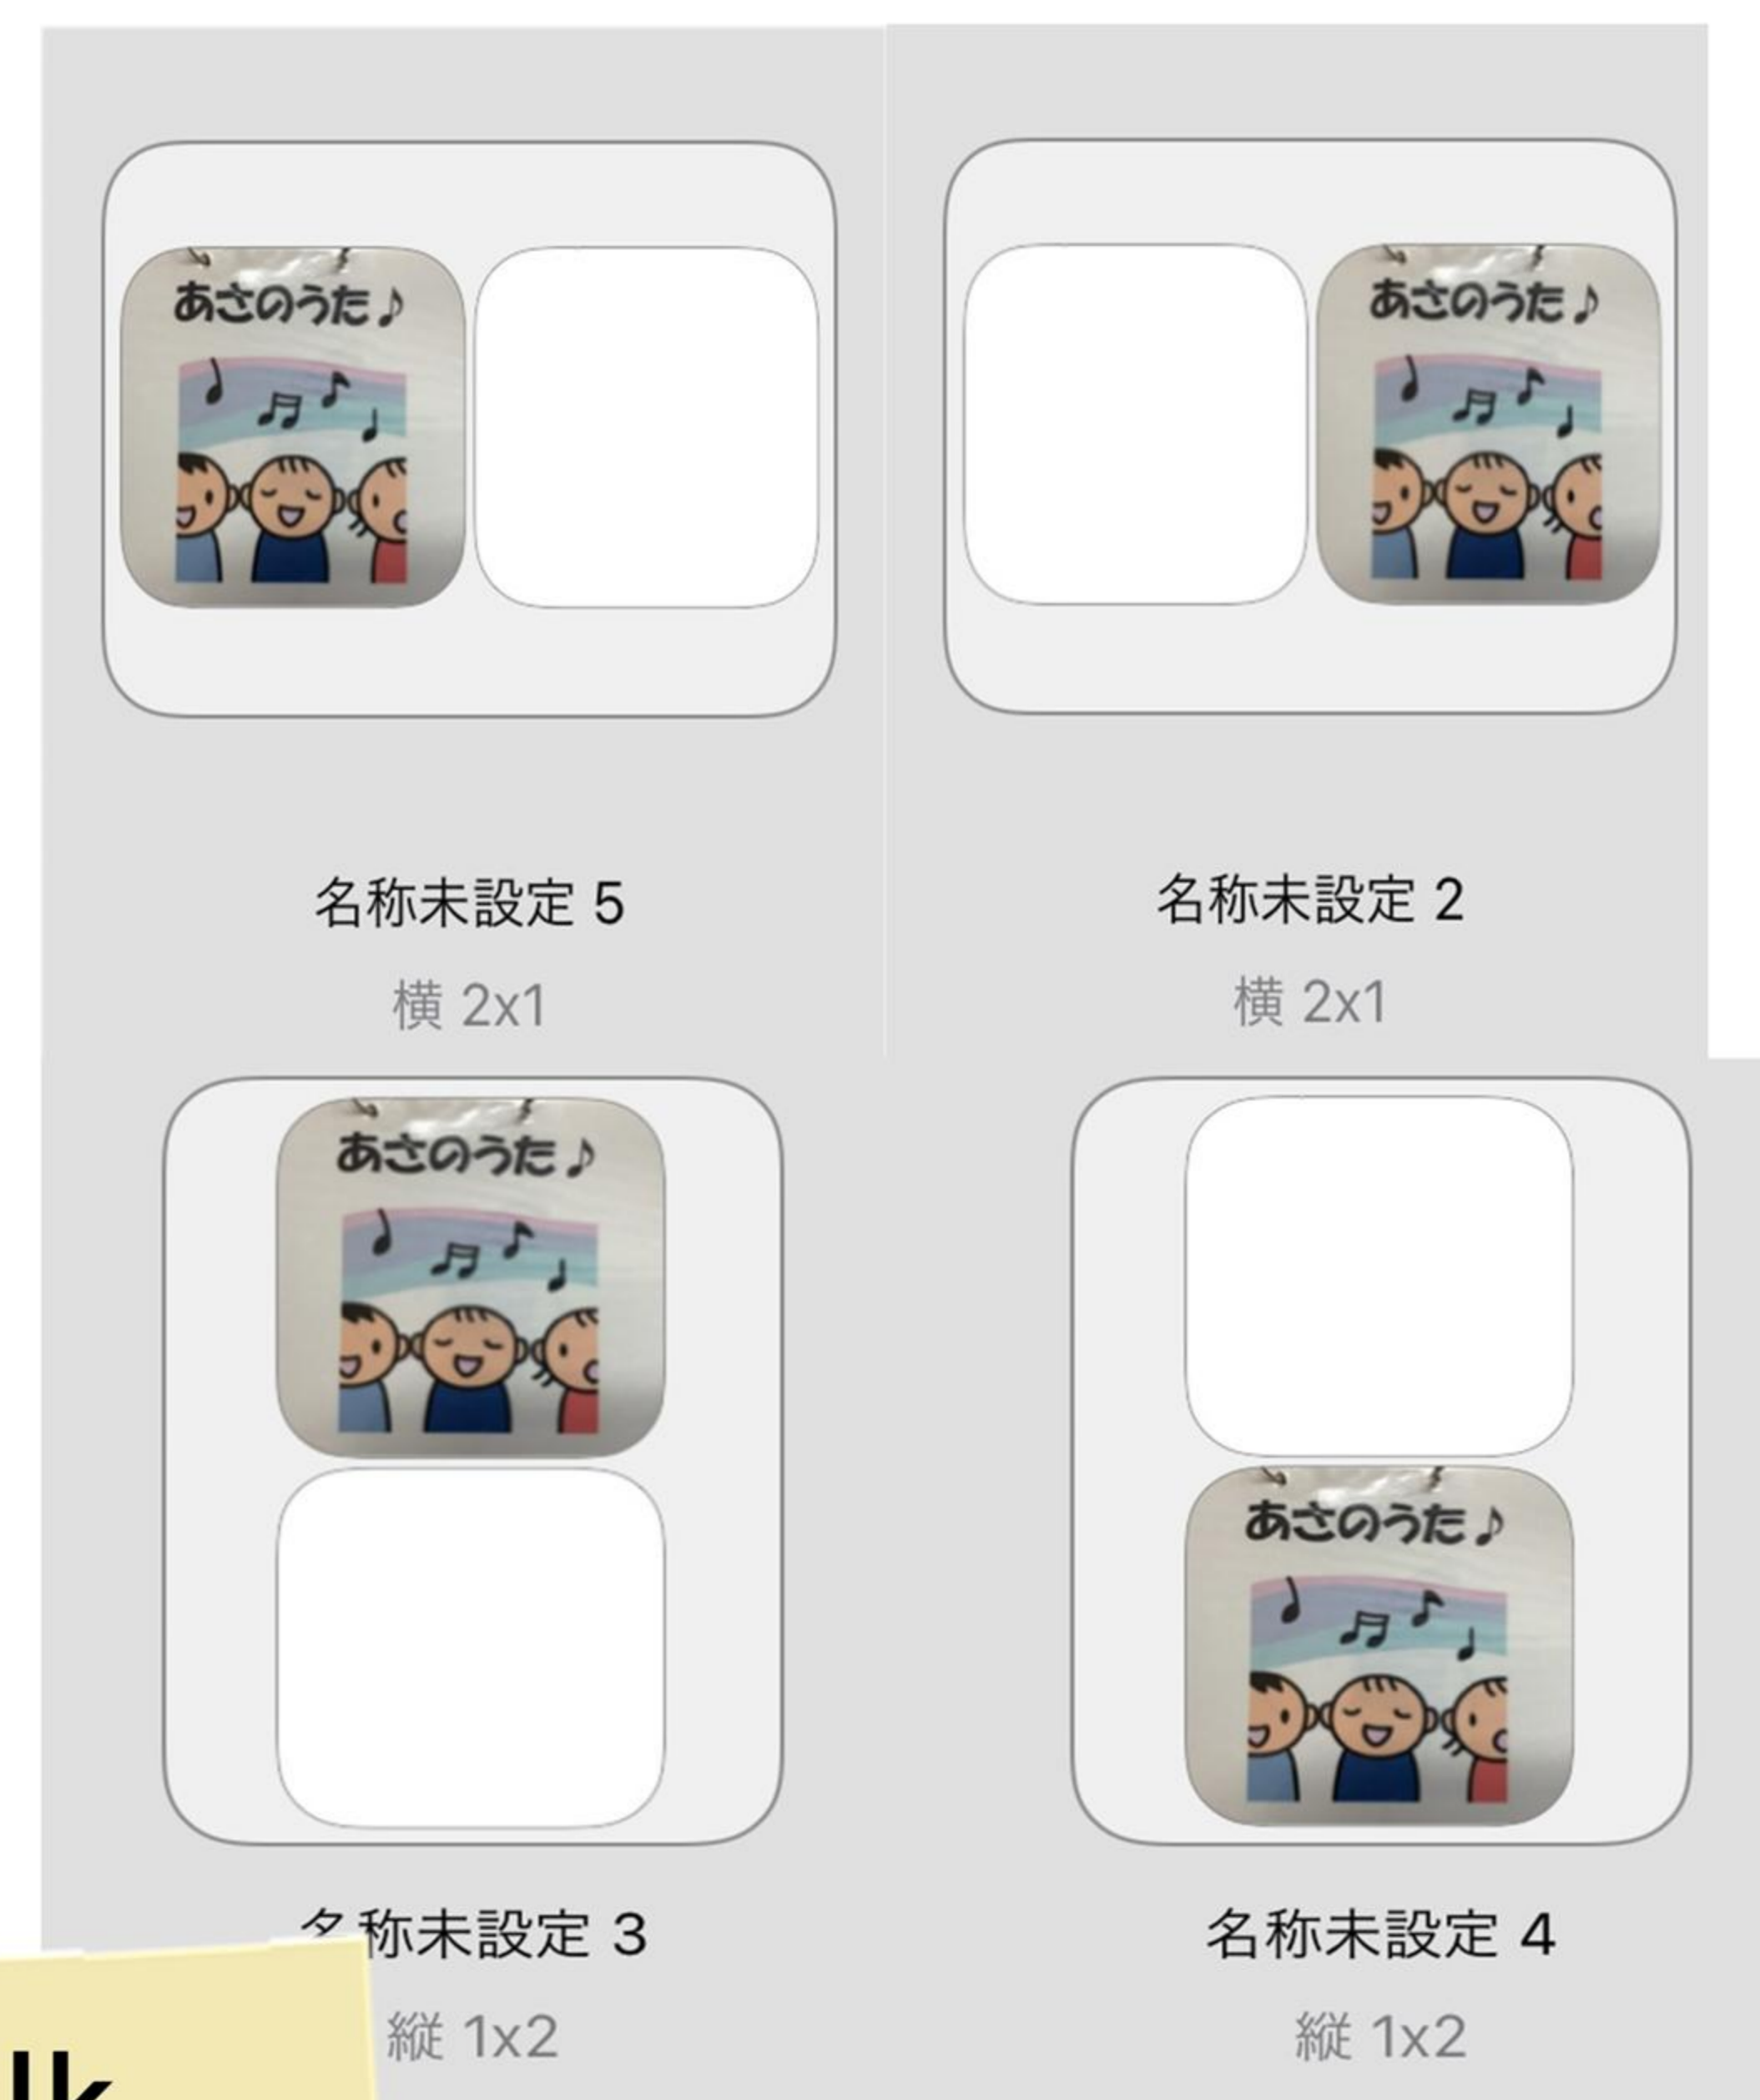 あさのうた♪
あさのうた♪
名称未設定 5
名称未設定 2
横 2x1
横 2x1
あさのうた♪
あさのうた♪
名称未設定 3
名称未設定 4
縦 1x2
縦 1x2
lk